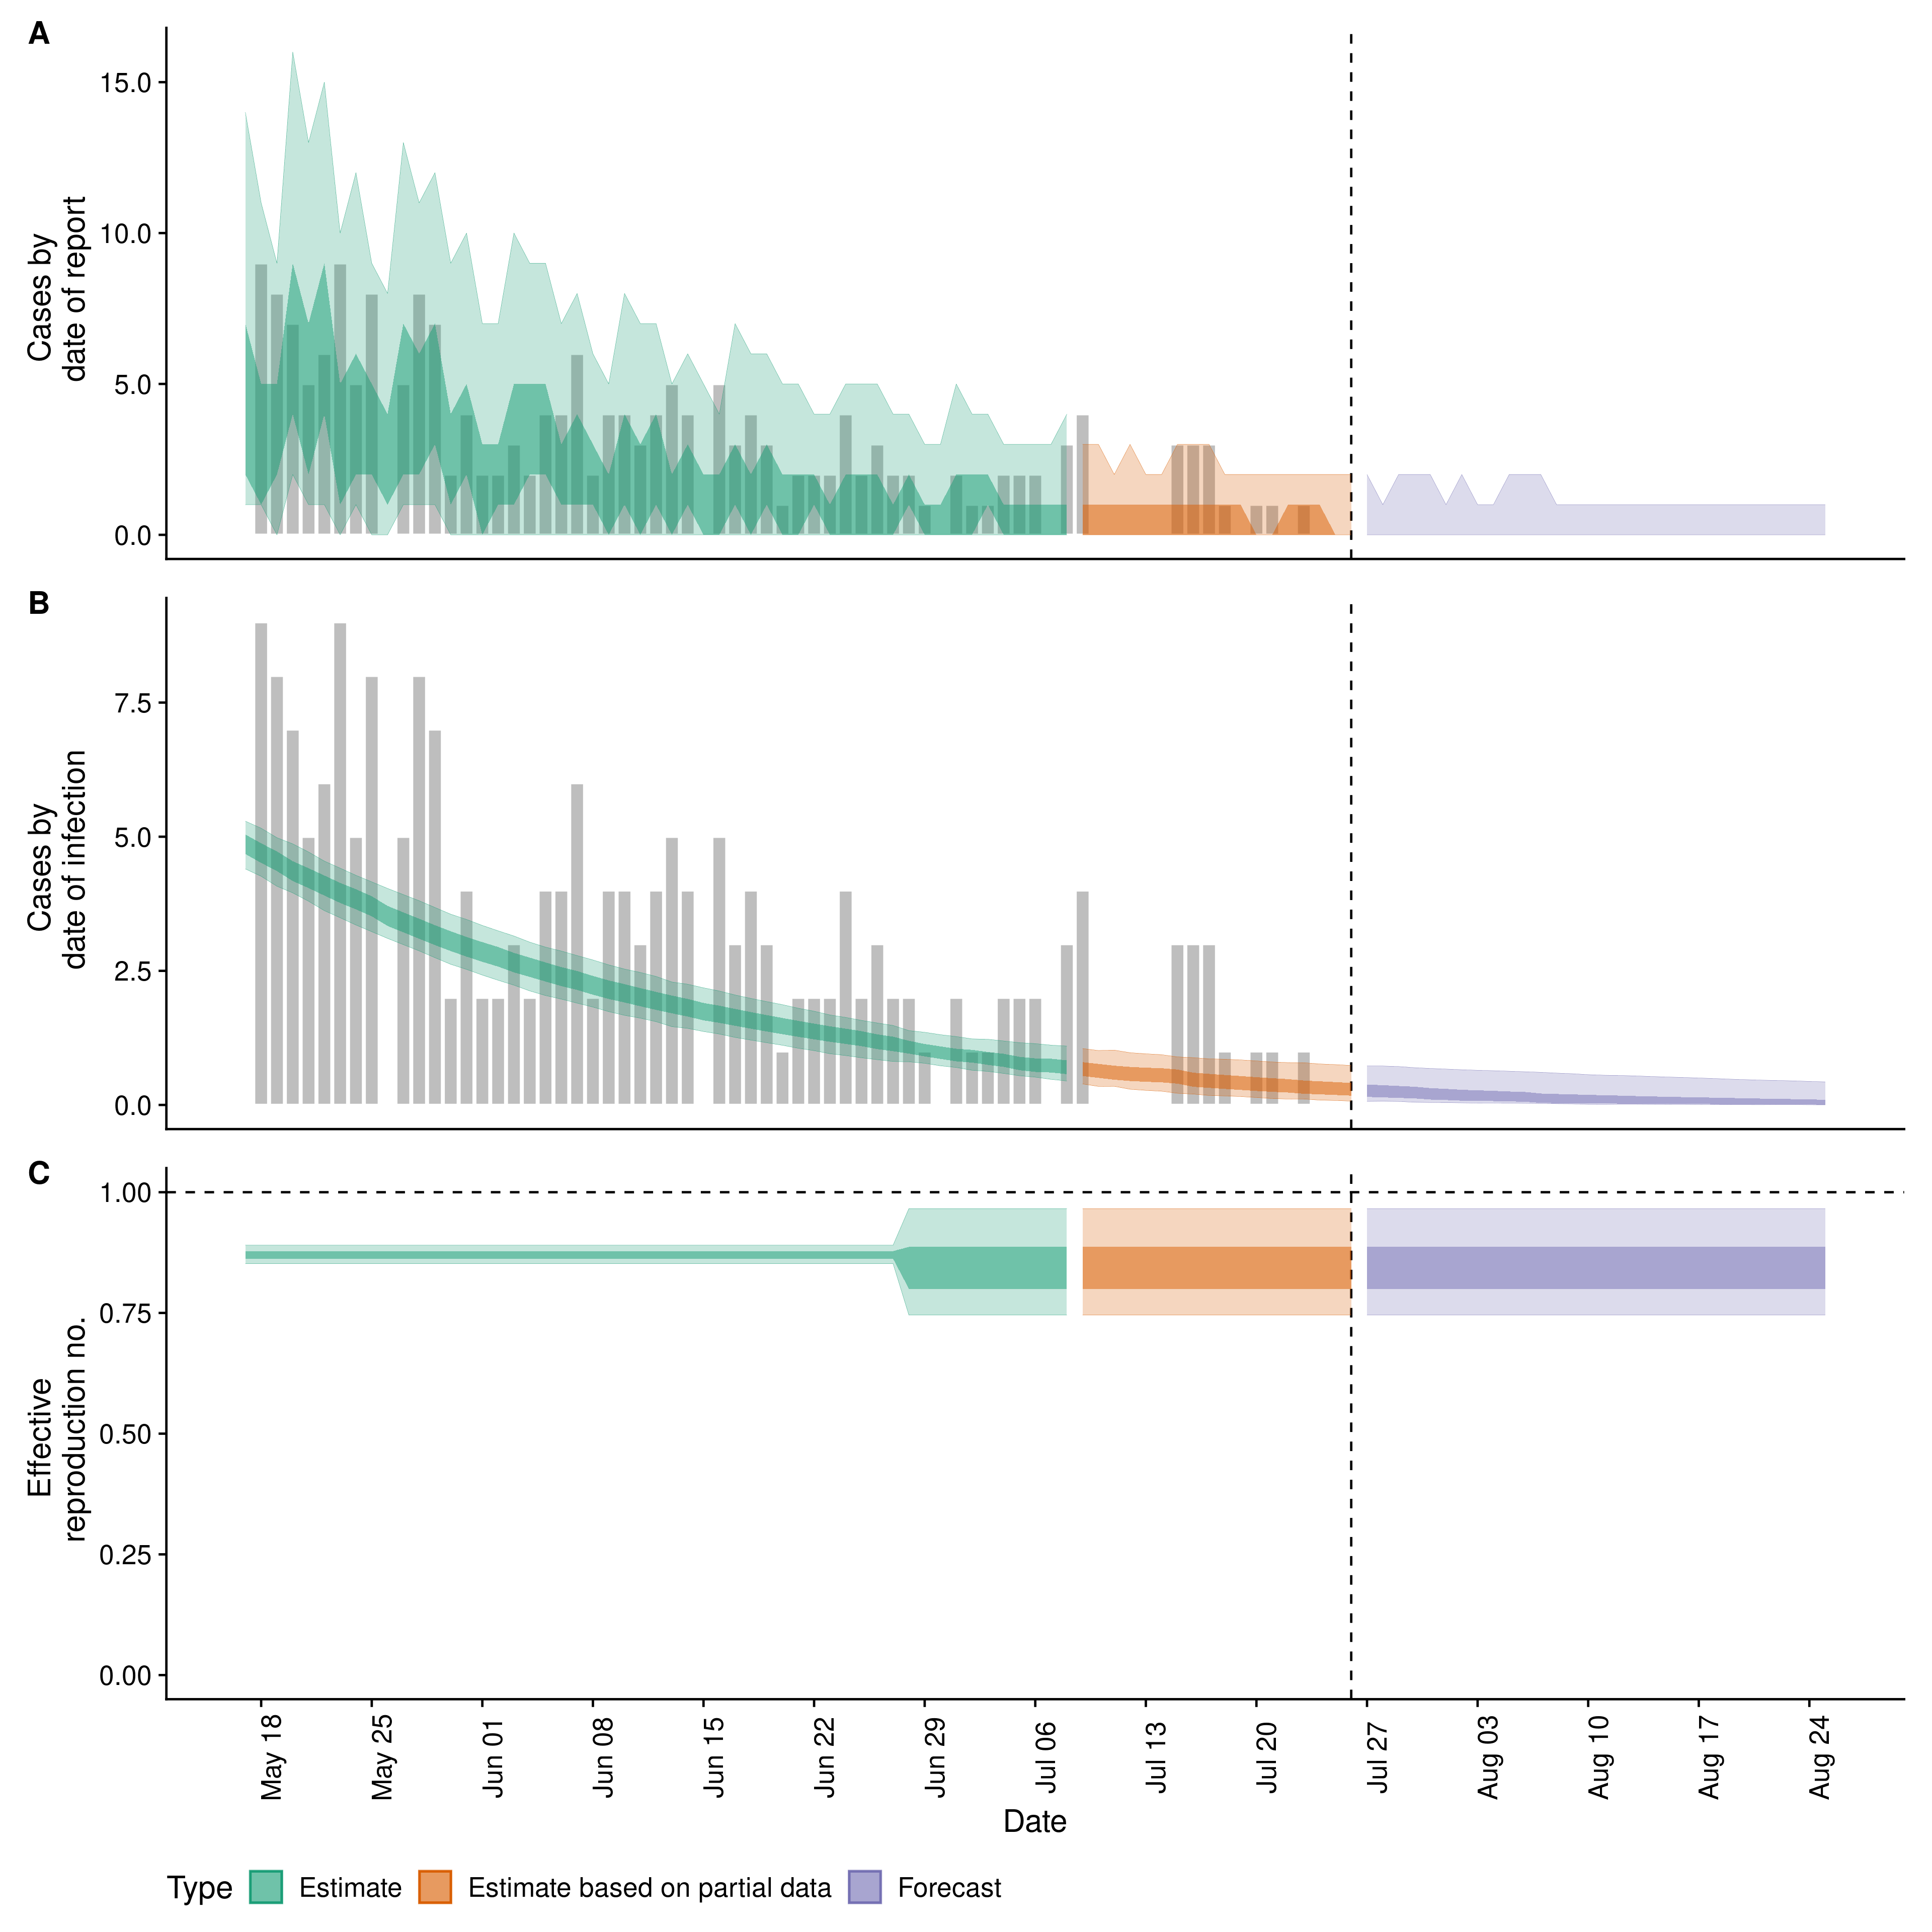 A
Cases by
date of report
15.0
10.0
5.0
0.0
B
Cases by
date of infection
7.5
5.0
2.5
0.0
C
Effective
reproduction no.
1.00
0.75
0.50
0.25
0.00
May 18
May 25
Jun 01
Jun 08
Jun 15
Jun 22
Jun 29
Jul 06
Jul 13
Jul 20
Jul 27
Aug 03
Aug 10
Aug 17
Aug 24
Date
Type Estimate Estimate based on partial data Forecast